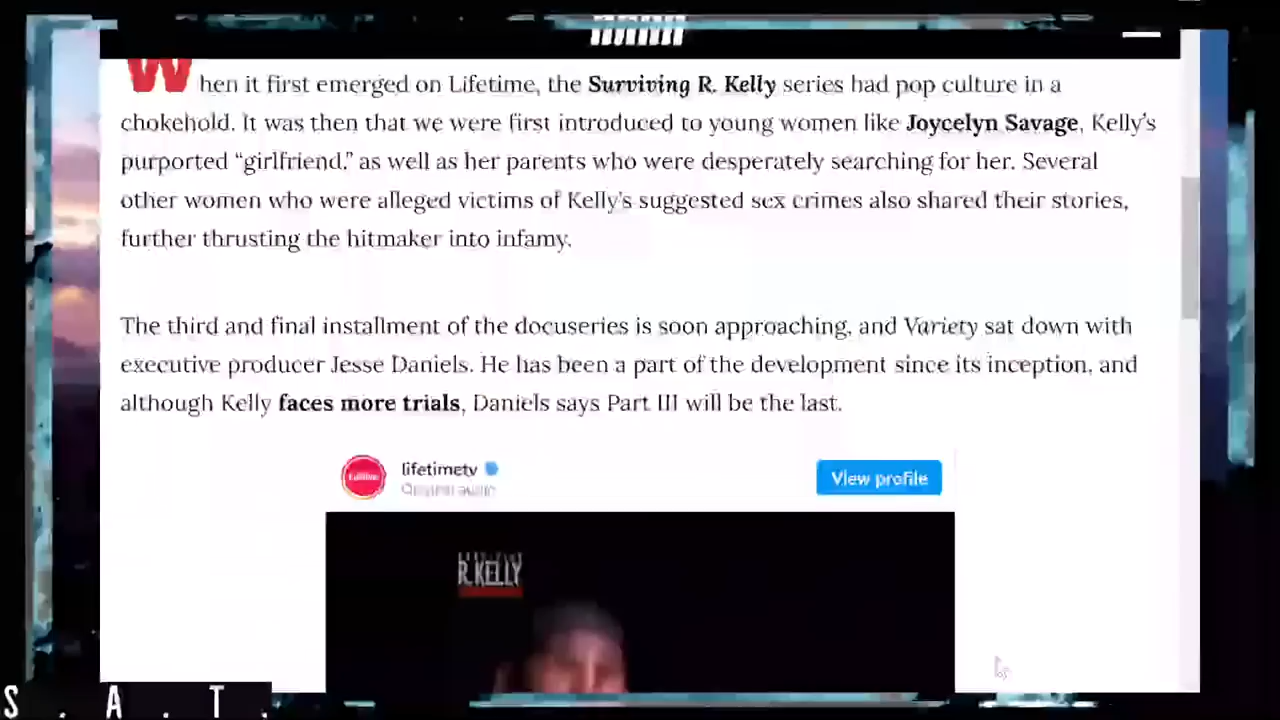 When it first emerged on Lifetime, the Surviving R. Kelly series had pop culture in a
chokehold. It was then that we were first introduced to young women like Joycelyn Savage, Kelly's
purported “girlfriend,” as well as her parents who were desperately searching for her. Several
other women who were alleged victims of Kelly's suggested sex crimes also shared their stories,
further thrusting the hitmaker into infamy.
The third and final installment of the docuseries is soon approaching, and Variety sat down with
executive producer Jesse Daniels. He has been a part of the development since its inception, and
although Kelly faces more trials, Daniels says Part III will be the last.
lifetimetv
View profile
Original audio
R. KELLY
S . A . T .